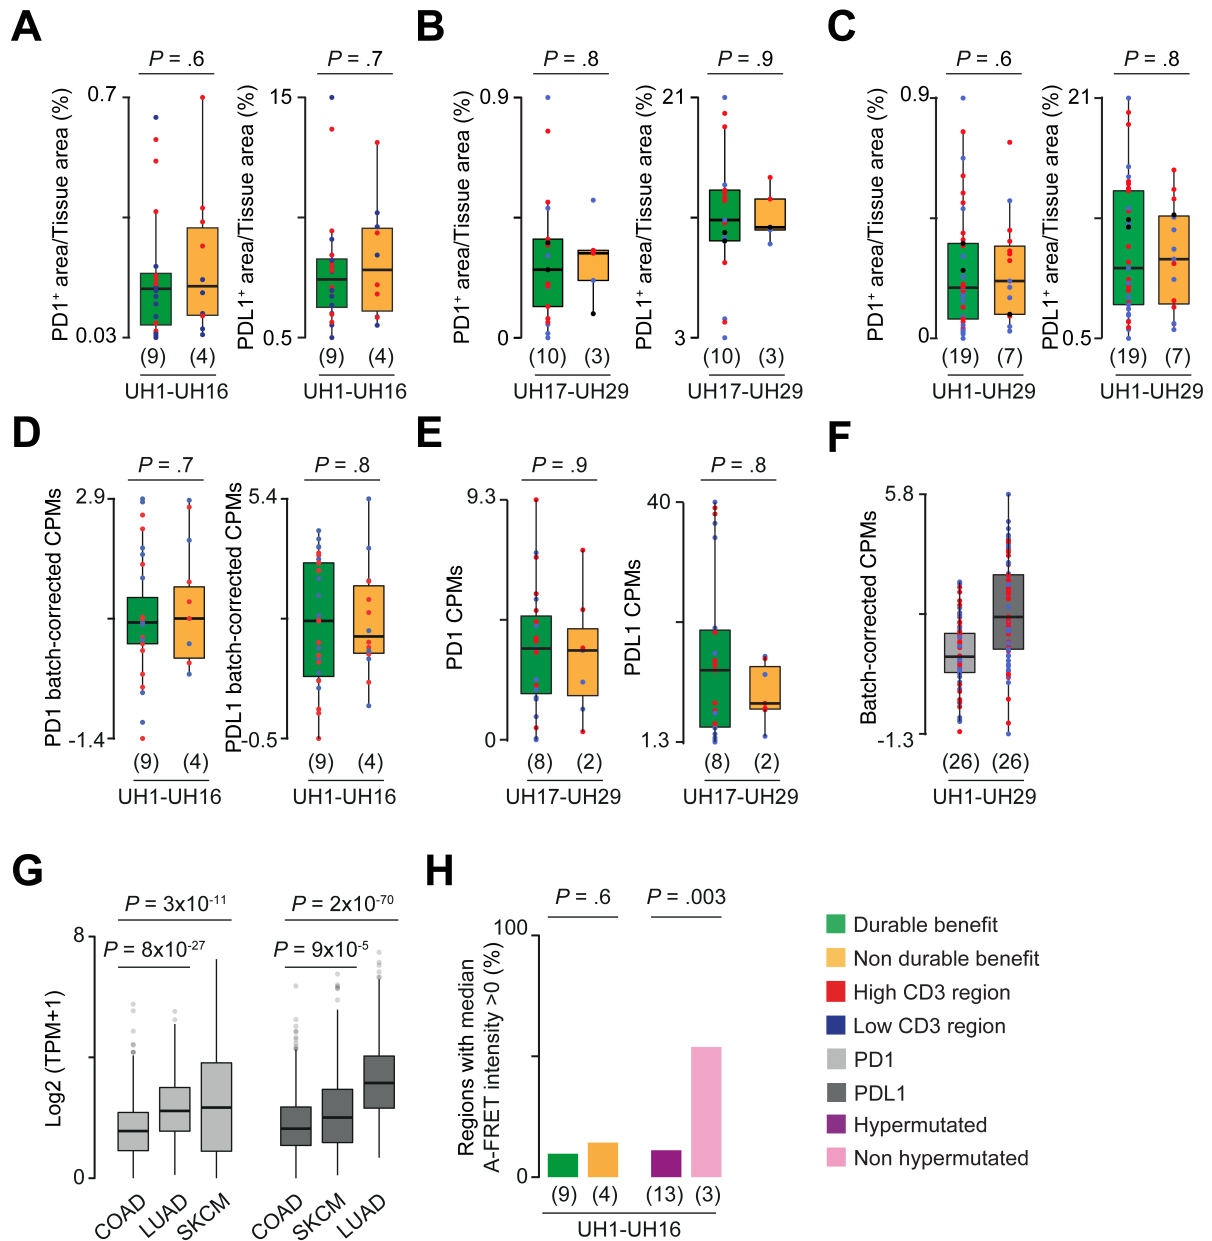 A
B
C
P = .6
P = .7
P = .8
P = .9
P = .6
P = .8
PD1+ area/Tissue area (%)
0.7
0.03
PDL1+ area/Tissue area (%)
15
0.5
PD1+ area/Tissue area (%)
0.9
0
PDL1+ area/Tissue area (%)
21
3
PD1+ area/Tissue area (%)
0.9
0
PDL1+ area/Tissue area (%)
21
0.5
(9) (4)
(9) (4)
(10) (3)
(10) (3)
(19) (7)
(19) (7)
UH1-UH16
UH1-UH16
UH17-UH29
UH17-UH29
UH1-UH29
UH1-UH29
D
E
F
P = .7
P = .8
P = .9
P = .8
PD1 batch-corrected CPMs
2.9
-1.4
PDL1 batch-corrected CPMs
5.4
-0.5
PD1 CPMs
9.3
0
PDL1 CPMs
40
1.3
Batch-corrected CPMs
5.8
-1.3
(9) (4)
(9) (4)
(8) (2)
(8) (2)
(26) (26)
UH1-UH16
UH1-UH16
UH17-UH29
UH17-UH29
UH1-UH29
G
P = 3x10-11
P = 2x10-70
P = 8x10-27
P = 9x10-5
Log2 (TPM+1)
8
0
COAD
LUAD
SKCM
COAD
SKCM
LUAD
H
P = .6
P = .003
Regions with median
A-FRET intensity >0 (%)
100
0
(9) (4) (13) (3)
UH1-UH16
Durable benefit
Non durable benefit
High CD3 region
Low CD3 region
PD1
PDL1
Hypermutated
Non hypermutated